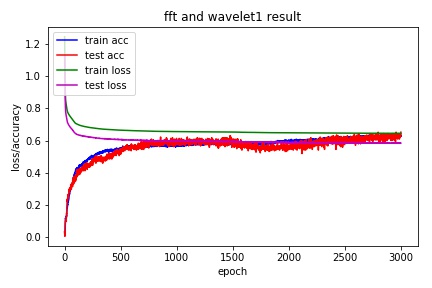 fft and wavelet1 result
train acc
test acc
train loss
test loss
loss/accuracy
1.2
1.0
0.8
0.6
0.4
0.2
0.0
0 500 1000 1500 2000 2500 3000
epoch